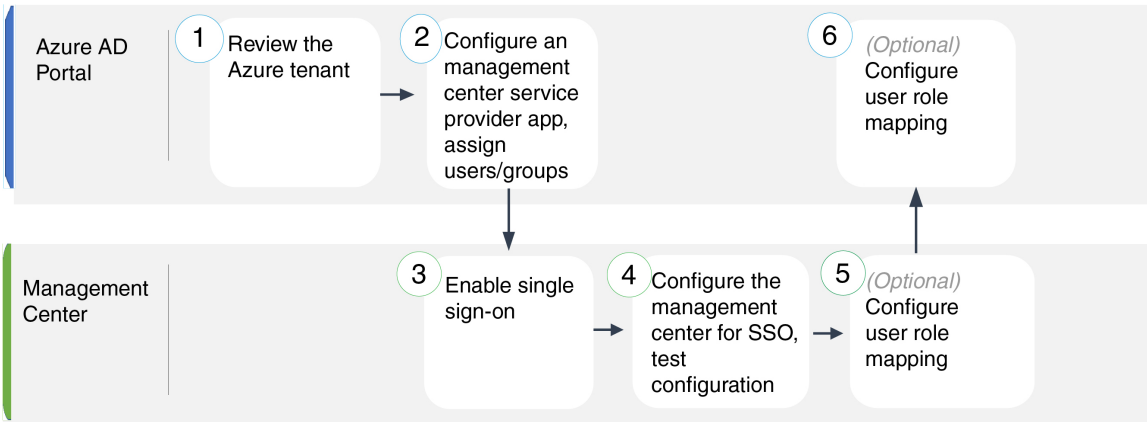 Azure AD
Portal
1
Review the
Azure tenant
2
Configure an
management
center service
provider app,
assign
users/groups
6
(Optional)
Configure
user role
mapping
Management
Center
3
Enable single
sign-on
4
Configure the
management
center for SSO,
test
configuration
5
(Optional)
Configure
user role
mapping